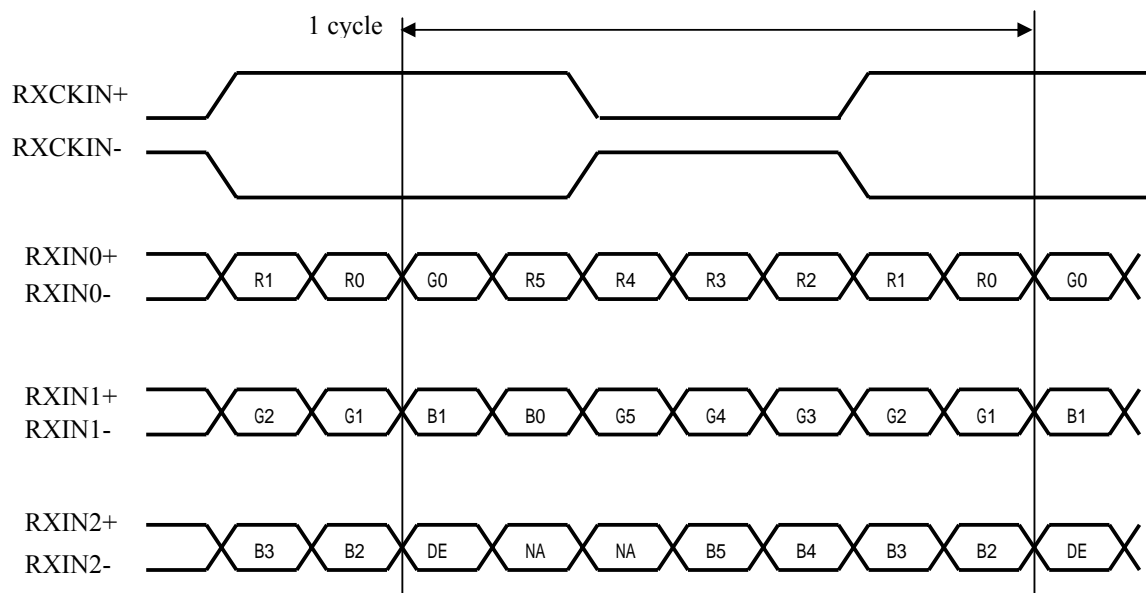 1 cycle
RXCKIN+
RXCKIN-
RXIN0+
RXIN0-
R1 R0 G0 R5 R4 R3 R2 R1 R0 G0
RXIN1+
RXIN1-
G2 G1 B1 B0 G5 G4 G3 G2 G1 B1
RXIN2+
RXIN2-
B3 B2 DE NA NA B5 B4 B3 B2 DE